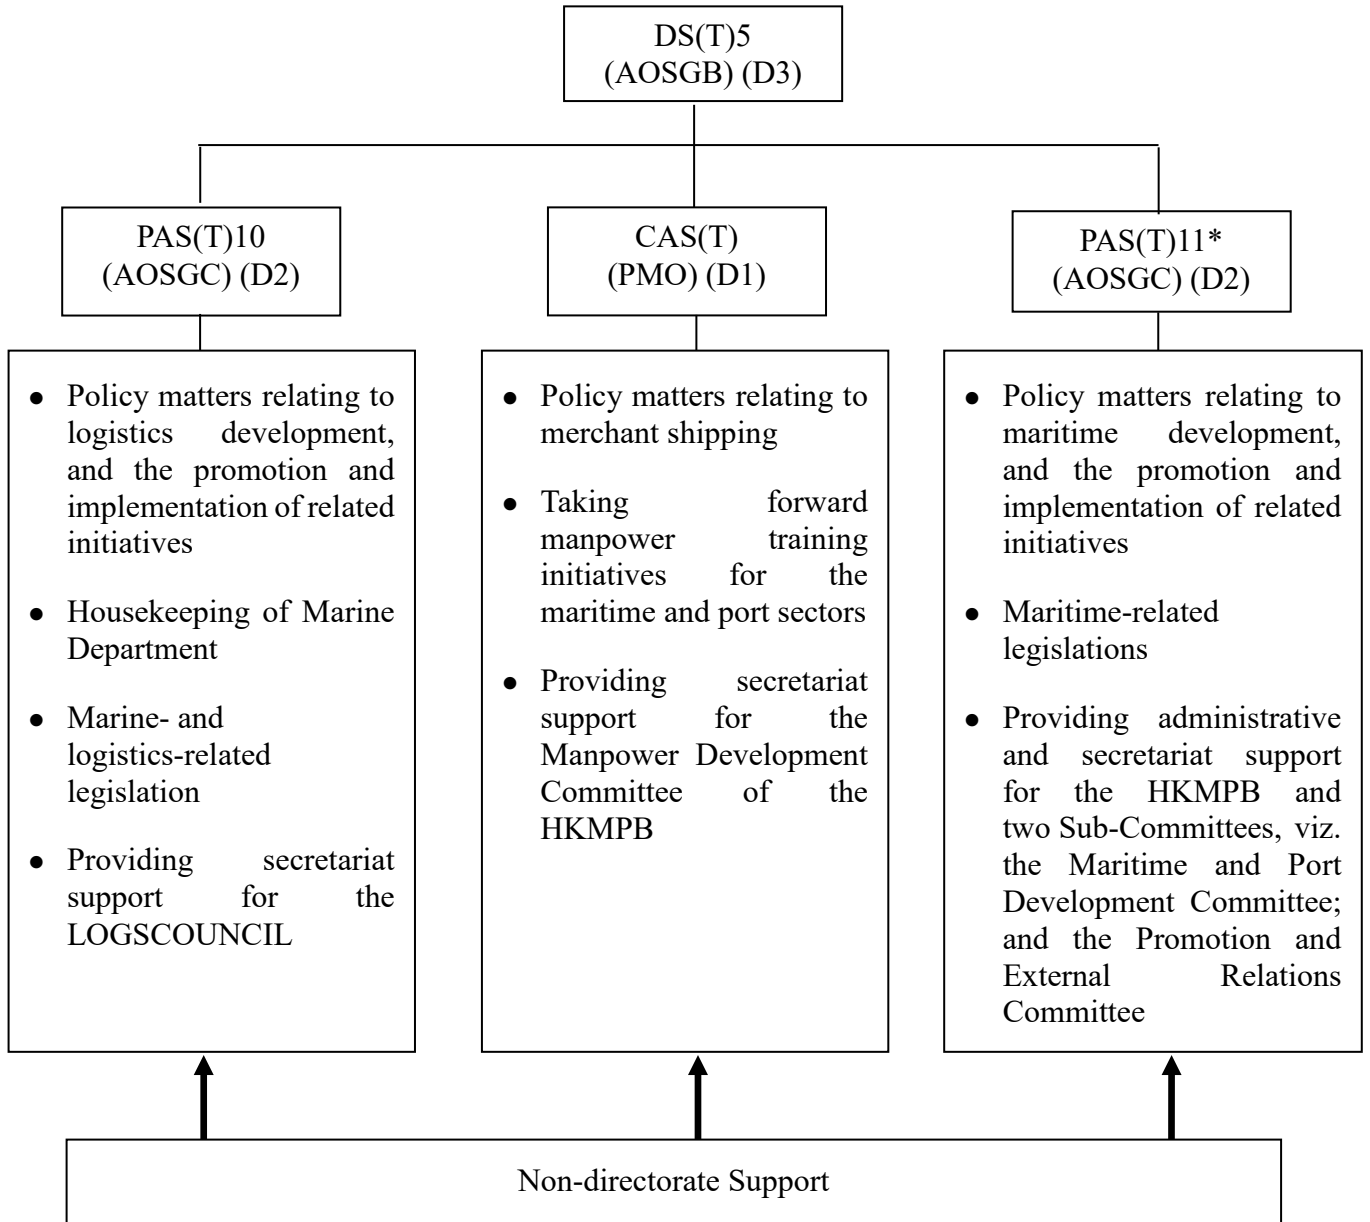 DS(T)5
(AOSGB) (D3)
PAS(T)10
(AOSGC) (D2)
CAS(T)
(PMO) (D1)
PAS(T)11*
(AOSGC) (D2)
● Policy matters relating to
logistics development,
and the promotion and
implementation of related
initiatives
● Housekeeping of Marine
Department
● Marine- and
logistics-related
legislation
● Providing secretariat
support for the
LOGSCOUNCIL
● Policy matters relating to
merchant shipping
● Taking forward
manpower training
initiatives for the
maritime and port sectors
● Providing secretariat
support for the
Manpower Development
Committee of the
HKMPB
● Policy matters relating to
maritime development,
and the promotion and
implementation of related
initiatives
● Maritime-related
legislations
● Providing administrative
and secretariat support
for the HKMPB and
two Sub-Committees, viz.
the Maritime and Port
Development Committee;
and the Promotion and
External Relations
Committee
Non-directorate Support